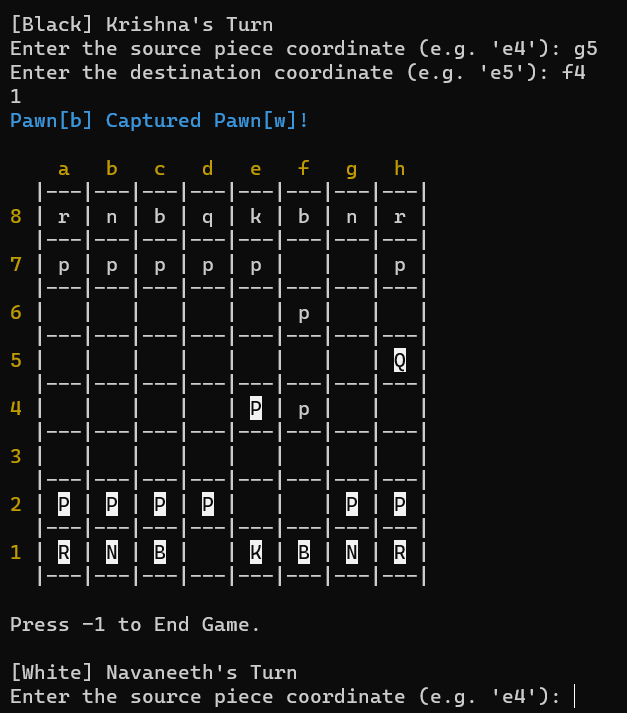 [Black] Krishna's Turn
Enter the source piece coordinate (e.g. 'e4'): g5
Enter the destination coordinate (e.g. 'e5'): f4
1
Pawn[b] Captured Pawn[w]!
a b c d e f g h
|---|---|---|---|---|---|---|---|
8 | r | n | b | q | k | b | n | r |
|---|---|---|---|---|---|---|---|
7 | p | p | p | p | p |   |   | p |
|---|---|---|---|---|---|---|---|
6 |   |   |   |   |   | p |   |   |
|---|---|---|---|---|---|---|---|
5 |   |   |   |   |   |   |   | Q |
|---|---|---|---|---|---|---|---|
4 |   |   |   |   | P | p |   |   |
|---|---|---|---|---|---|---|---|
3 |   |   |   |   |   |   |   |   |
|---|---|---|---|---|---|---|---|
2 | P | P | P | P |   |   | P | P |
|---|---|---|---|---|---|---|---|
1 | R | N | B |   | K | B | N | R |
|---|---|---|---|---|---|---|---|
Press -1 to End Game.
[White] Navaneeth's Turn
Enter the source piece coordinate (e.g. 'e4'):